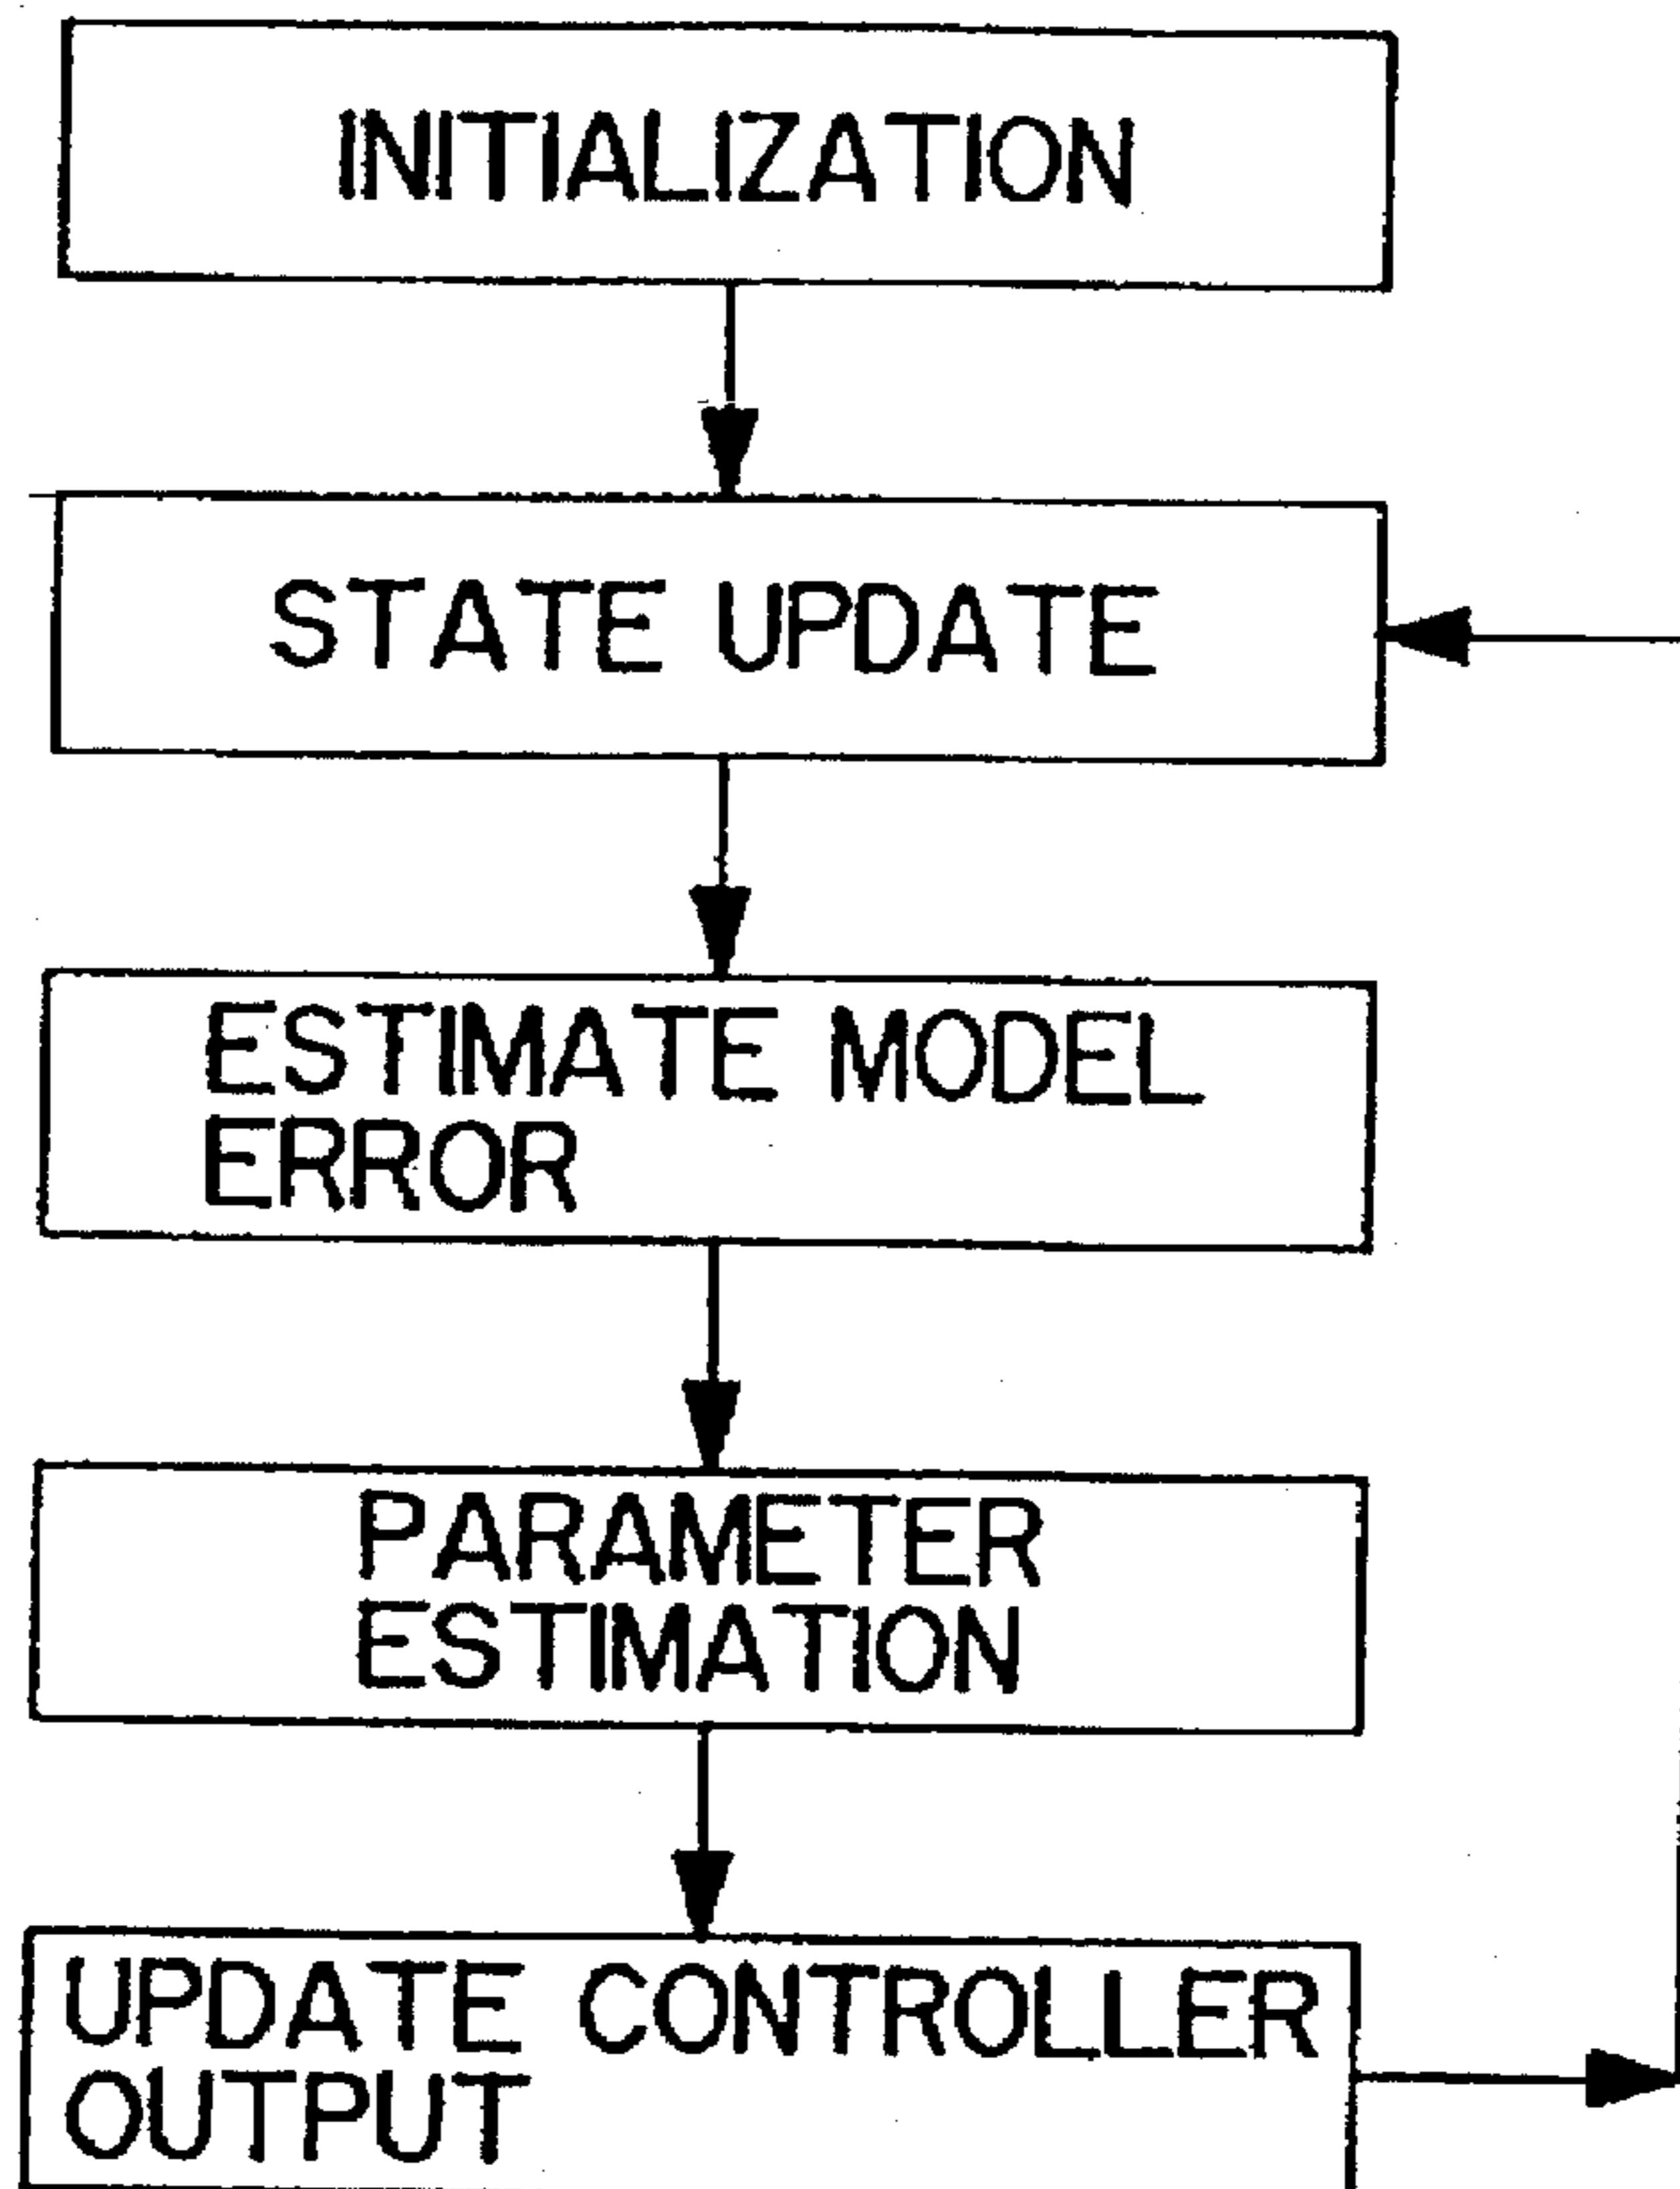 INITIALIZATION
STATE UPDATE
ESTIMATE MODEL
ERROR
PARAMETER
ESTIMATION
UPDATE CONTROLLER
OUTPUT